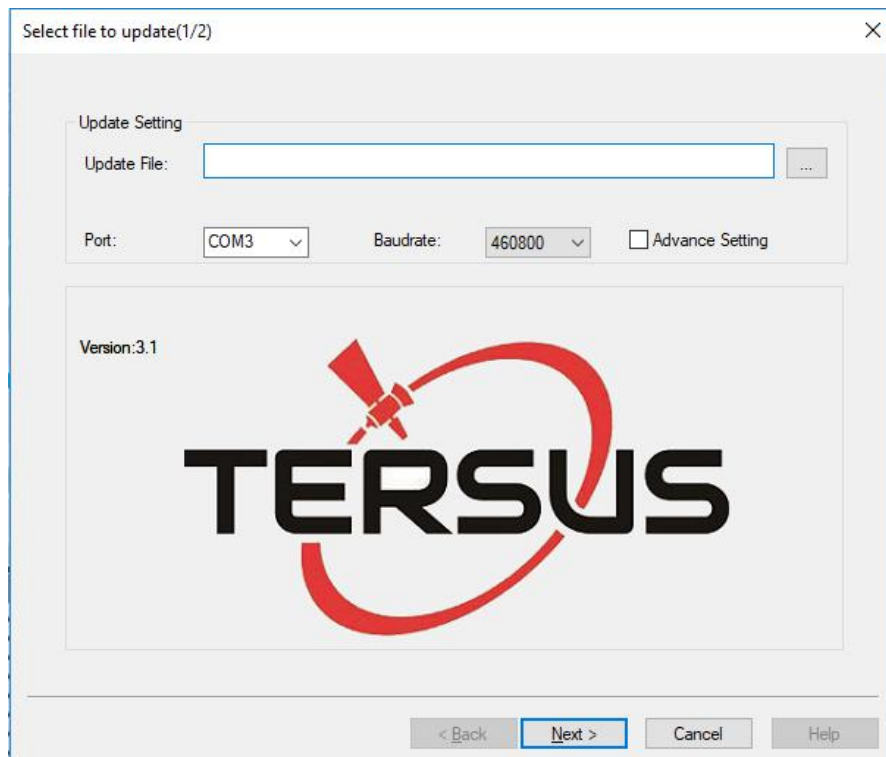 Select file to update(1/2)
Update Setting
Update File:
...
Port: COM3 Baudrate: 460800 Advance Setting
Version:3.1
TERSUS
< Back Next > Cancel Help